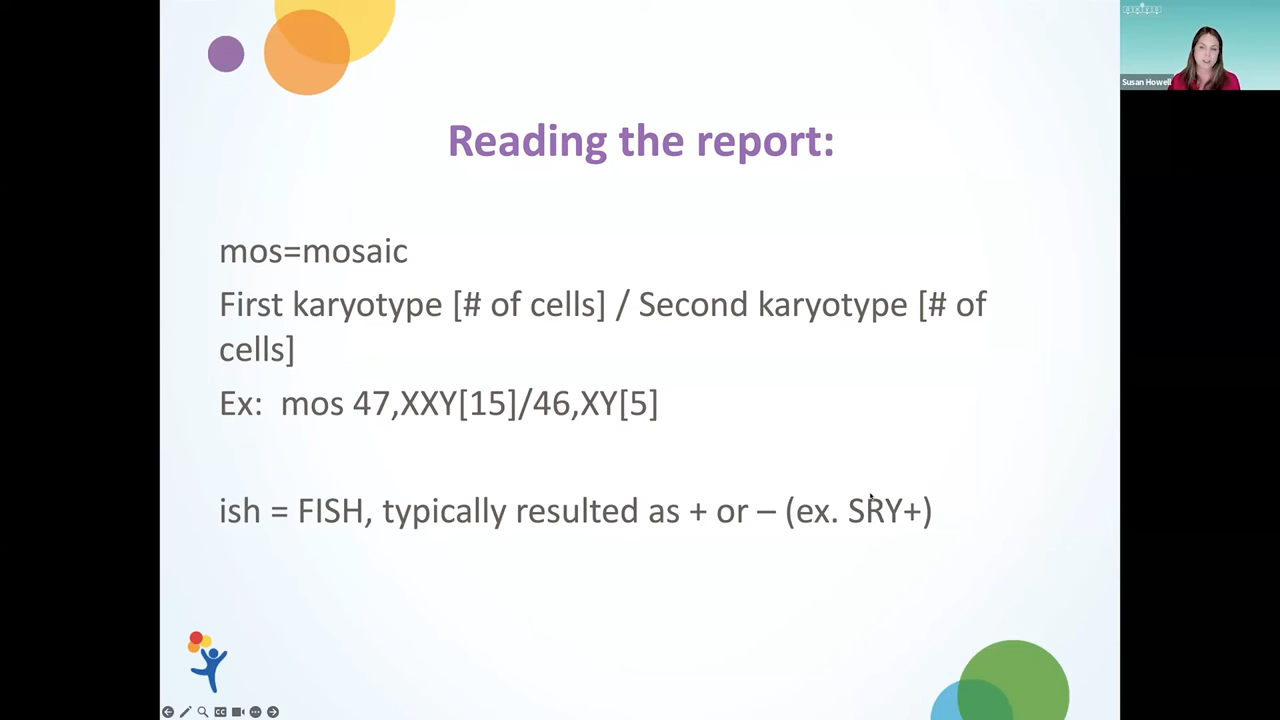 Reading the report:
mos=mosaic
First karyotype [# of cells] / Second karyotype [# of
cells]
Ex:  mos 47,XXY[15]/46,XY[5]
ish = FISH, typically resulted as + or – (ex. SRY+)
Susan Howell